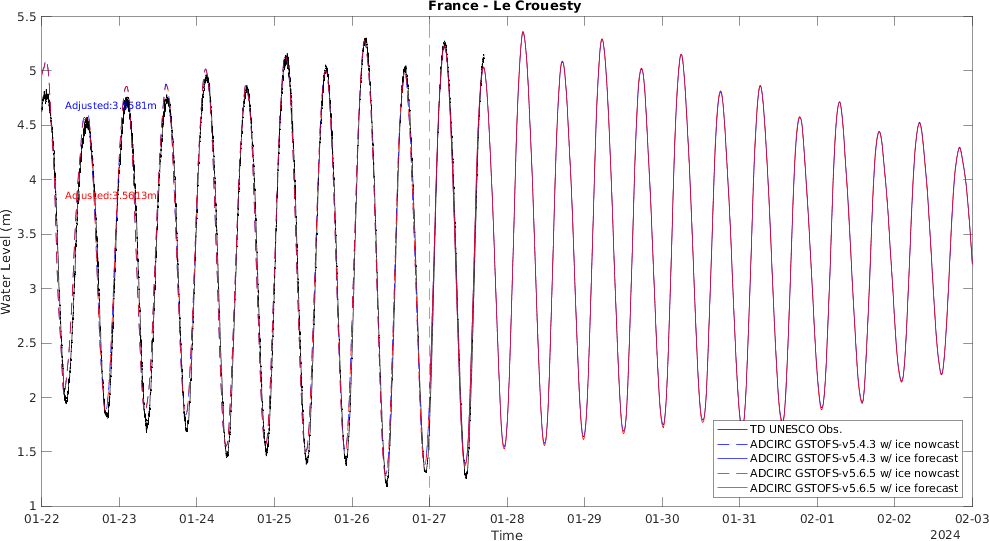 France - Le Crouesty
5.5
5
4.5
4
3.5
3
2.5
2
1.5
1
Water Level (m)
Adjusted:3.5613m
TD UNESCO Obs.
ADCIRC GSTOFS-v5.4.3 w/ ice nowcast
ADCIRC GSTOFS-v5.4.3 w/ ice forecast
ADCIRC GSTOFS-v5.6.5 w/ ice nowcast
ADCIRC GSTOFS-v5.6.5 w/ ice forecast
01-22 01-23 01-24 01-25 01-26 01-27 01-28 01-29 01-30 01-31 02-01 02-02 02-03
Time
2024